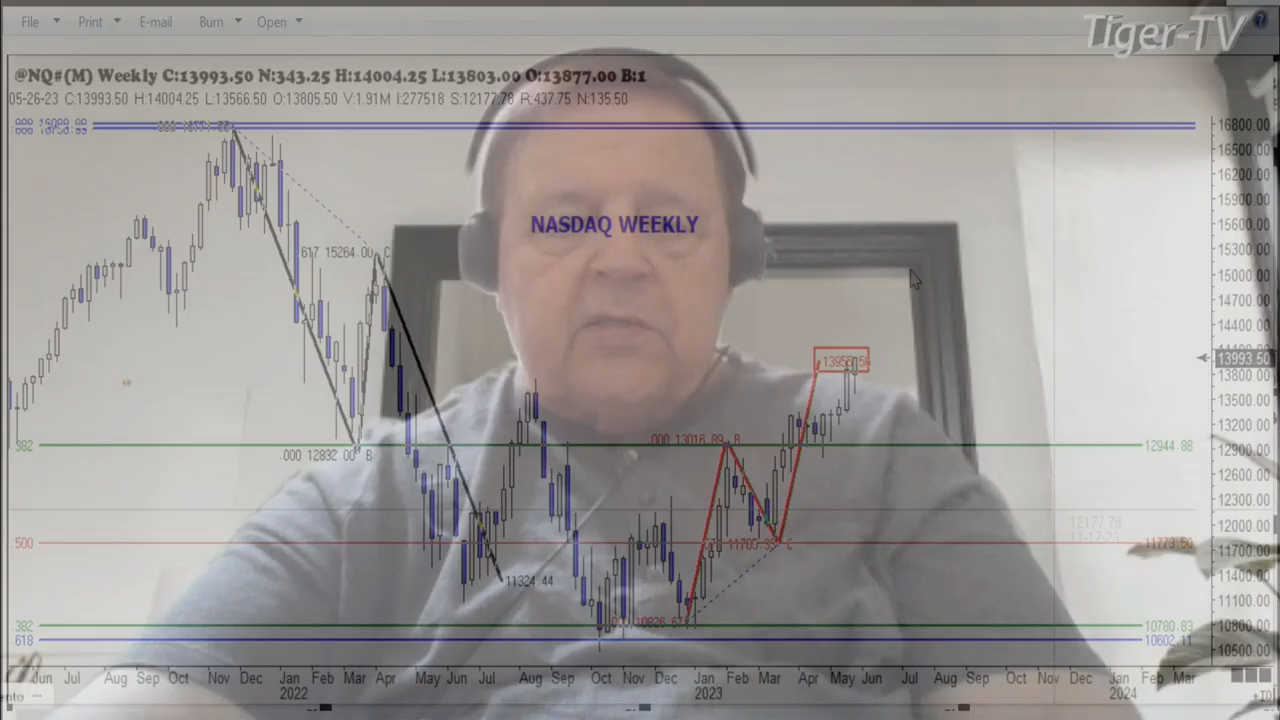 File Print E-mail Burn Open
Tiger-TV
@NQ#(M) Weekly C:13993.50 N:343.25 H:14004.25 L:13803.00 O:13877.00 B:1
05-26-23 C:13993.50 H:14004.25 L:13566.50 O:13805.50 V:1.91M I:277518 S:12177.78 R:437.75 N:135.50
NASDAQ WEEKLY
16800.00
16500.00
16200.00
15900.00
15600.00
617 15264.00 C
15300.00
15000.00
14700.00
14400.00
13993.50
13800.00
13500.00
13200.00
.000 13016.89 B
382 12944.88
12900.00
.000 12832.00 B
12600.00
12300.00
12177.78
12000.00
500 11773.50
11700.00
11324.44
11400.00
11100.00
382 10780.83
10800.00
618 10602.11
10500.00
Jun Jul Aug Sep Oct Nov Dec Jan Feb Mar Apr May Jun Jul Aug Sep Oct Nov Dec Jan Feb Mar Apr May Jun Jul Aug Sep Oct Nov Dec Jan Feb Mar
2022 2023 2024